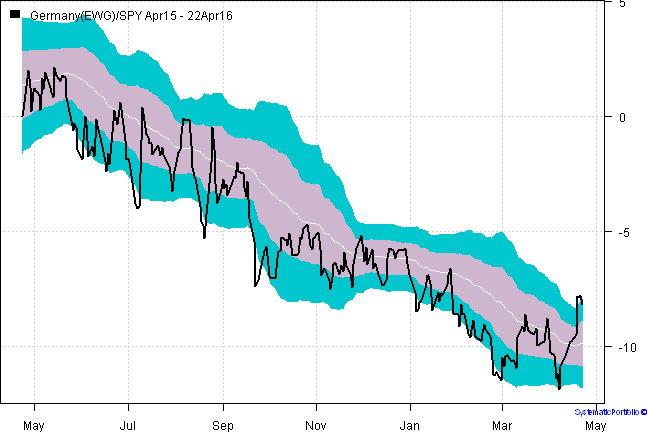 Germany(EWG)/SPY Apr15 - 22Apr16
5
0
-5
-10
May Jul Sep Nov Jan Mar May
SystematicPortfolio ©